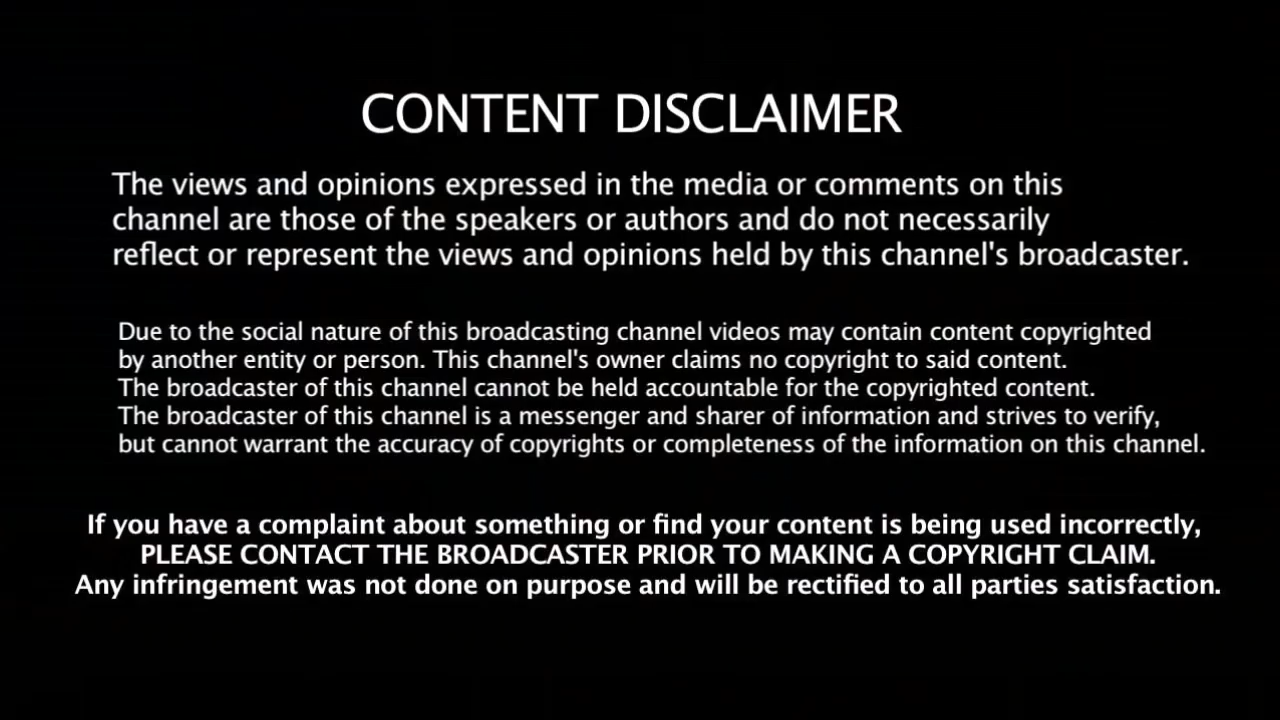 CONTENT DISCLAIMER
The views and opinions expressed in the media or comments on this
channel are those of the speakers or authors and do not necessarily
reflect or represent the views and opinions held by this channel's broadcaster.
Due to the social nature of this broadcasting channel videos may contain content copyrighted
by another entity or person. This channel's owner claims no copyright to said content.
The broadcaster of this channel cannot be held accountable for the copyrighted content.
The broadcaster of this channel is a messenger and sharer of information and strives to verify,
but cannot warrant the accuracy of copyrights or completeness of the information on this channel.
If you have a complaint about something or find your content is being used incorrectly,
PLEASE CONTACT THE BROADCASTER PRIOR TO MAKING A COPYRIGHT CLAIM.
Any infringement was not done on purpose and will be rectified to all parties satisfaction.